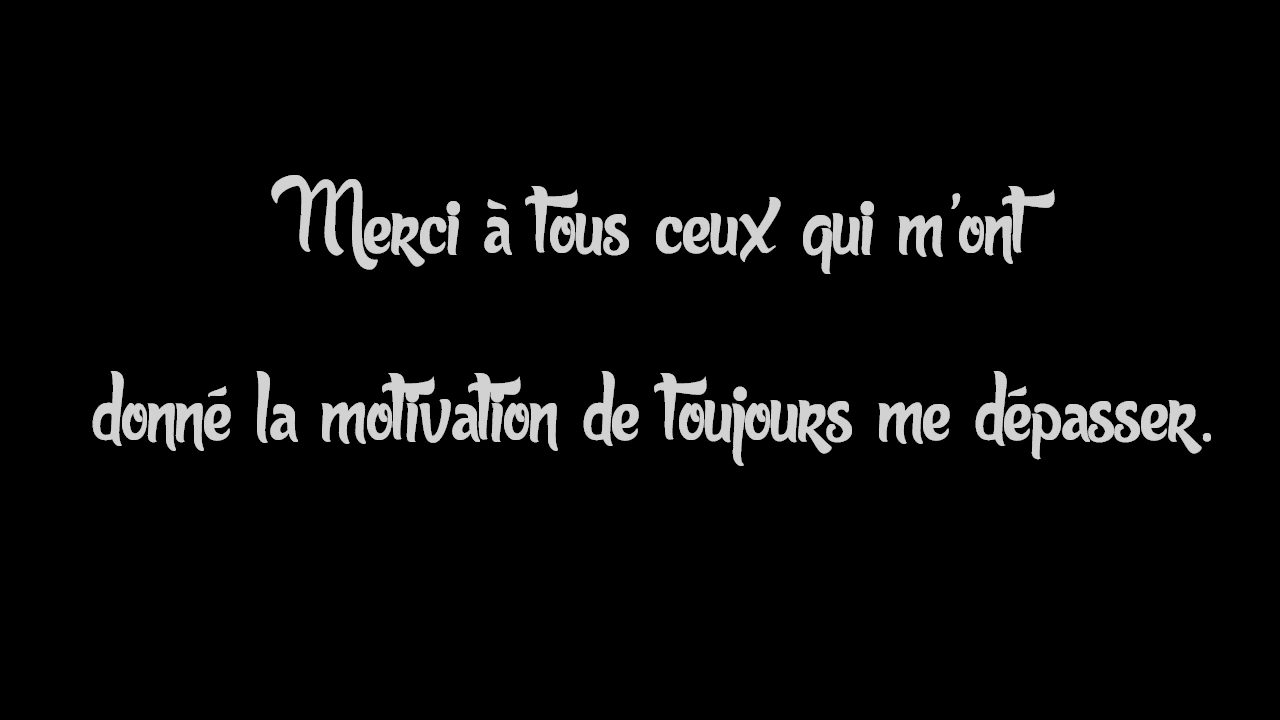 Merci à tous ceux qui m'ont
donné la motivation de toujours me dépasser.